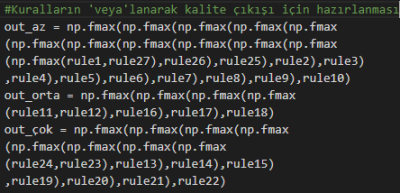 #Kuralların 'veya'lanarak kalite çıkışı için hazırlanması
out_az = np.fmax(np.fmax(np.fmax(np.fmax(np.fmax
(np.fmax(np.fmax(np.fmax(np.fmax(np.fmax
(np.fmax(rule1,rule27),rule26),rule25),rule2),rule3)
,rule4),rule5),rule6),rule7),rule8),rule9),rule10)
out_orta = np.fmax(np.fmax(np.fmax(np.fmax
(rule11,rule12),rule16),rule17),rule18)
out_çok = np.fmax(np.fmax(np.fmax(np.fmax
(np.fmax(np.fmax(np.fmax(np.fmax
(rule24,rule23),rule13),rule14),rule15)
,rule19),rule20),rule21),rule22)